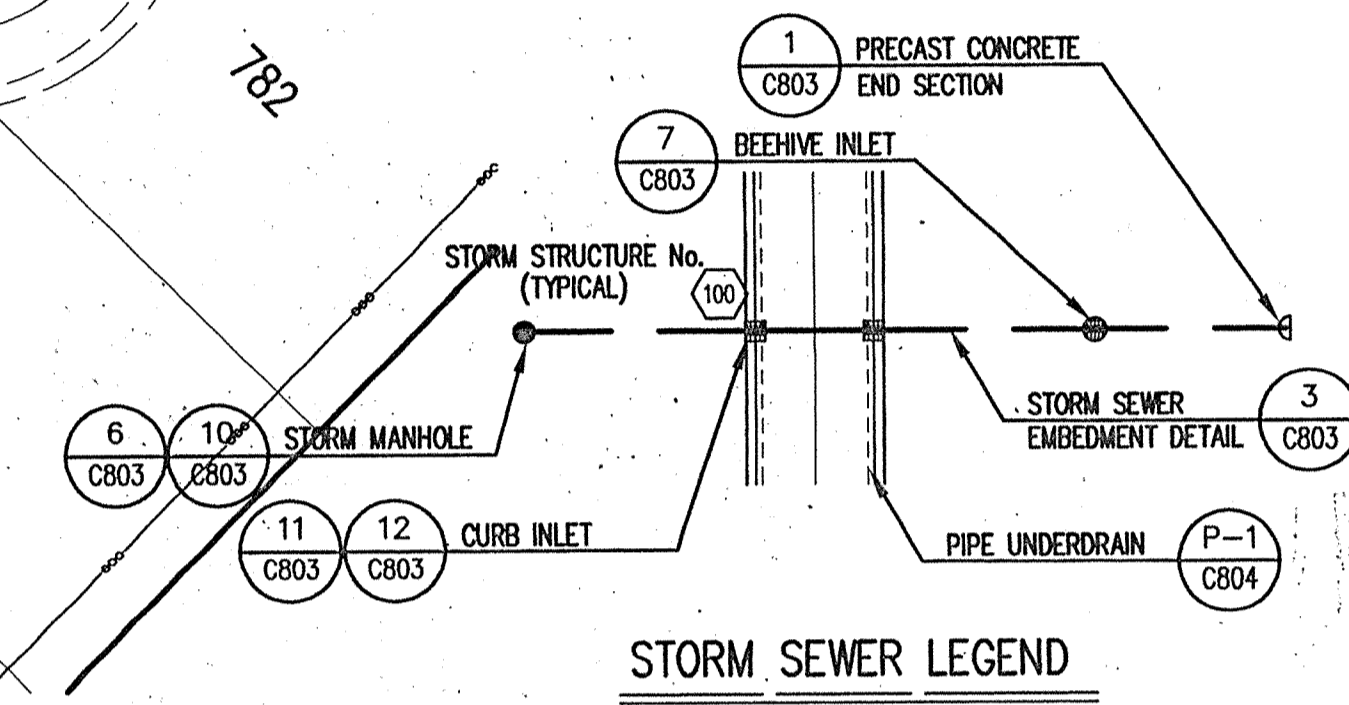 782
1
C803
PRECAST CONCRETE
END SECTION
7
C803
BEEHIVE INLET
STORM STRUCTURE No.
(TYPICAL)
100
6
C803
10
C803
STORM MANHOLE
STORM SEWER
EMBEDMENT DETAIL
3
C803
11
C803
12
C803
CURB INLET
PIPE UNDERDRAIN
P-1
C804
STORM SEWER LEGEND